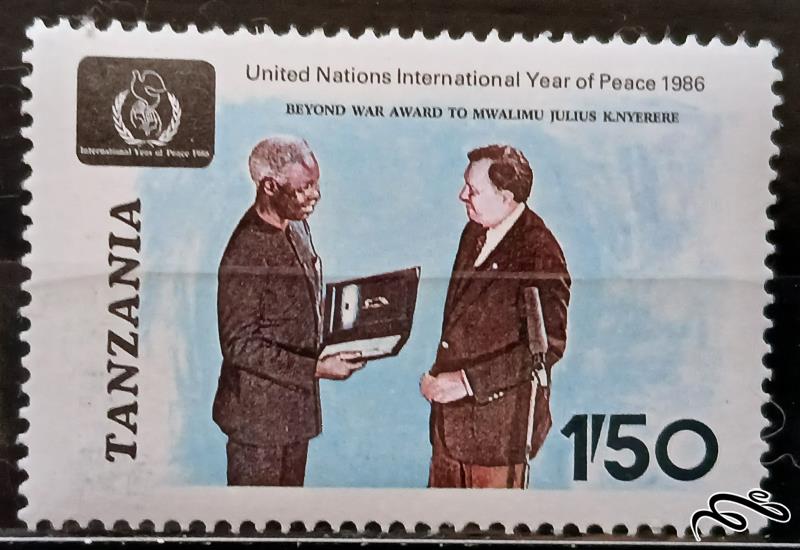 United Nations International Year of Peace 1986
BEYOND WAR AWARD TO MWALIMU JULIUS K.NYERERE
International Year of Peace 1986
TANZANIA
1'50